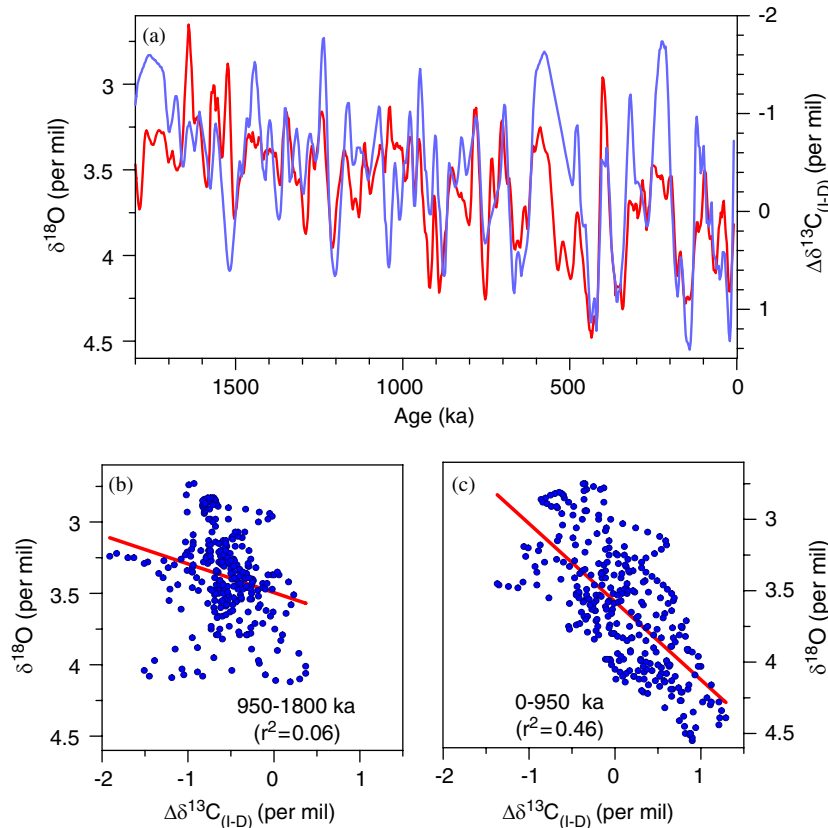 (a)
-2
3
-1
3.5
0
4
1
4.5
δ¹⁸O (per mil)
Δδ¹³C(I-D) (per mil)
1500 1000 500 0
Age (ka)
(b)
3
3.5
4
4.5
δ¹⁸O (per mil)
950-1800 ka
(r²=0.06)
-2 -1 0 1
Δδ¹³C(I-D) (per mil)
(c)
3
3.5
4
4.5
δ¹⁸O (per mil)
0-950 ka
(r²=0.46)
-2 -1 0 1
Δδ¹³C(I-D) (per mil)